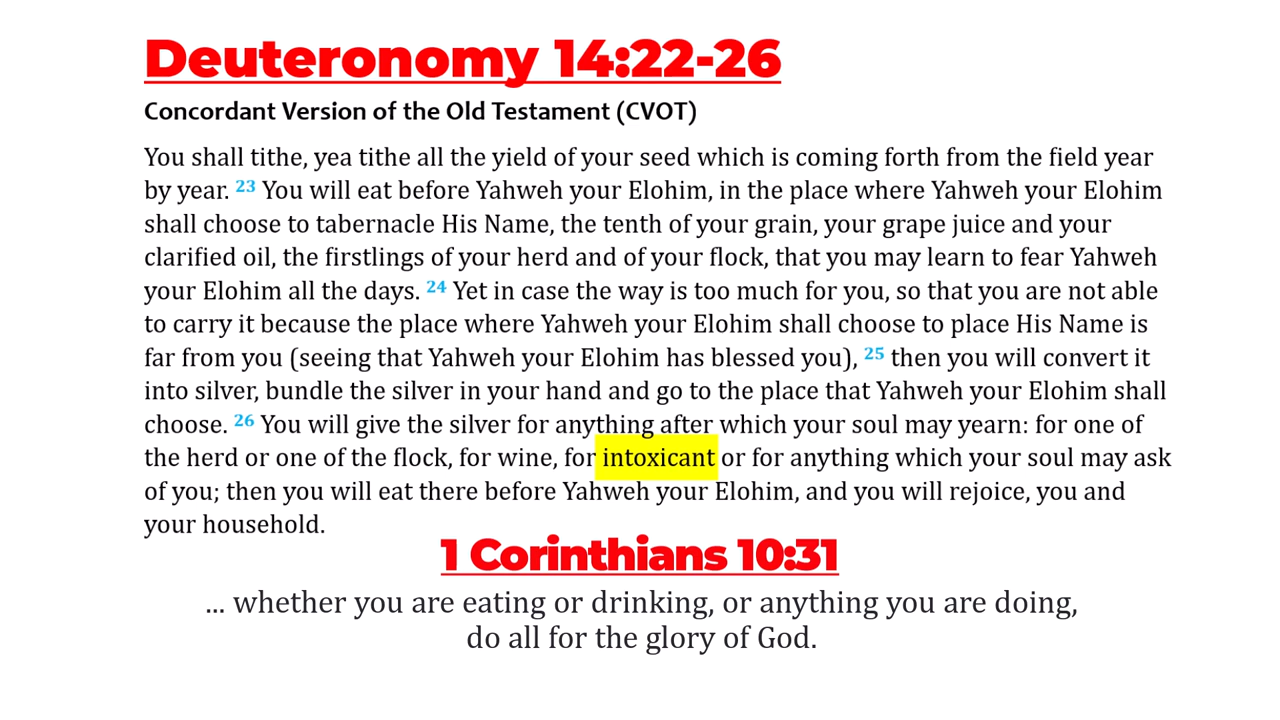 Deuteronomy 14:22-26
Concordant Version of the Old Testament (CVOT)
You shall tithe, yea tithe all the yield of your seed which is coming forth from the field year
by year. 23 You will eat before Yahweh your Elohim, in the place where Yahweh your Elohim
shall choose to tabernacle His Name, the tenth of your grain, your grape juice and your
clarified oil, the firstlings of your herd and of your flock, that you may learn to fear Yahweh
your Elohim all the days. 24 Yet in case the way is too much for you, so that you are not able
to carry it because the place where Yahweh your Elohim shall choose to place His Name is
far from you (seeing that Yahweh your Elohim has blessed you), 25 then you will convert it
into silver, bundle the silver in your hand and go to the place that Yahweh your Elohim shall
choose. 26 You will give the silver for anything after which your soul may yearn: for one of
the herd or one of the flock, for wine, for intoxicant or for anything which your soul may ask
of you; then you will eat there before Yahweh your Elohim, and you will rejoice, you and
your household.
1 Corinthians 10:31
... whether you are eating or drinking, or anything you are doing,
do all for the glory of God.